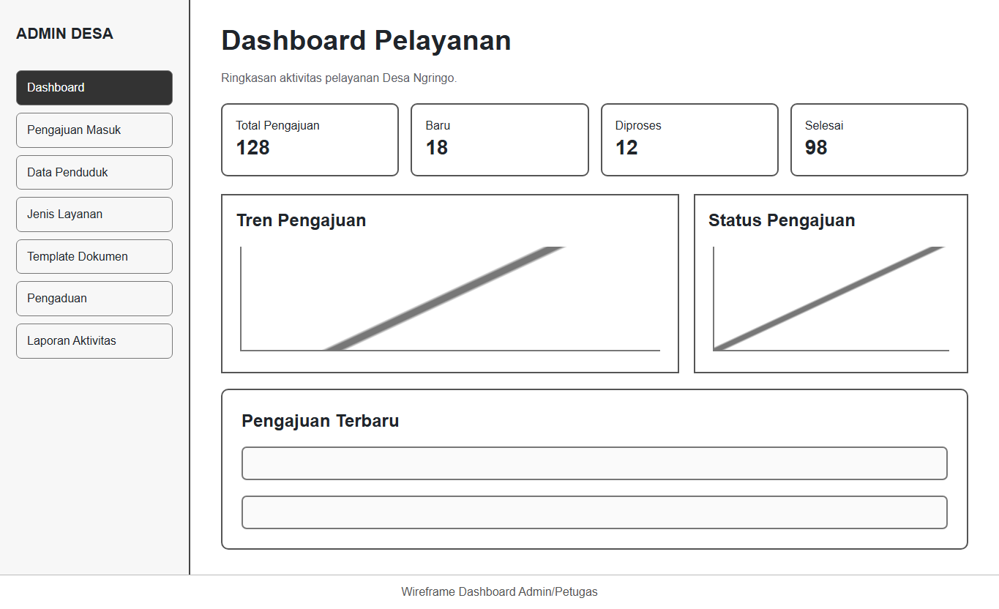 ADMIN DESA
Dashboard
Pengajuan Masuk
Data Penduduk
Jenis Layanan
Template Dokumen
Pengaduan
Laporan Aktivitas
Dashboard Pelayanan
Ringkasan aktivitas pelayanan Desa Ngringo.
Total Pengajuan
128
Baru
18
Diproses
12
Selesai
98
Tren Pengajuan
Status Pengajuan
Pengajuan Terbaru
Wireframe Dashboard Admin/Petugas